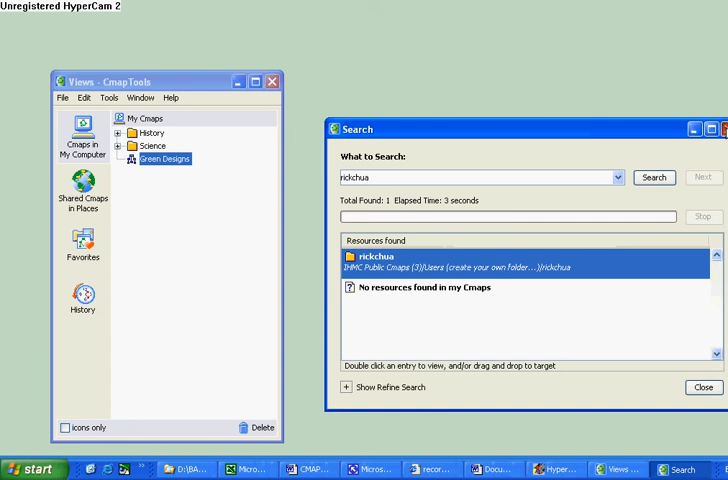 Unregistered HyperCam 2
Views - CmapTools
File Edit Tools Window Help
Cmaps in
My Computer
Shared Cmaps
in Places
Favorites
History
My Cmaps
History
Science
Green Designs
icons only
Delete
Search
What to Search:
rickchua
Search
Next
Total Found: 1 Elapsed Time: 3 seconds
Stop
Resources found
rickchua
IHMC Public Cmaps (3)/Users (create your own folder...)/rickchua
? No resources found in my Cmaps
Double click an entry to view, and/or drag and drop to target
+ Show Refine Search
Close
start
»
D:\BA...
Micro...
CMAP...
Micros...
recor...
Docu...
Hyper...
Views ...
Search